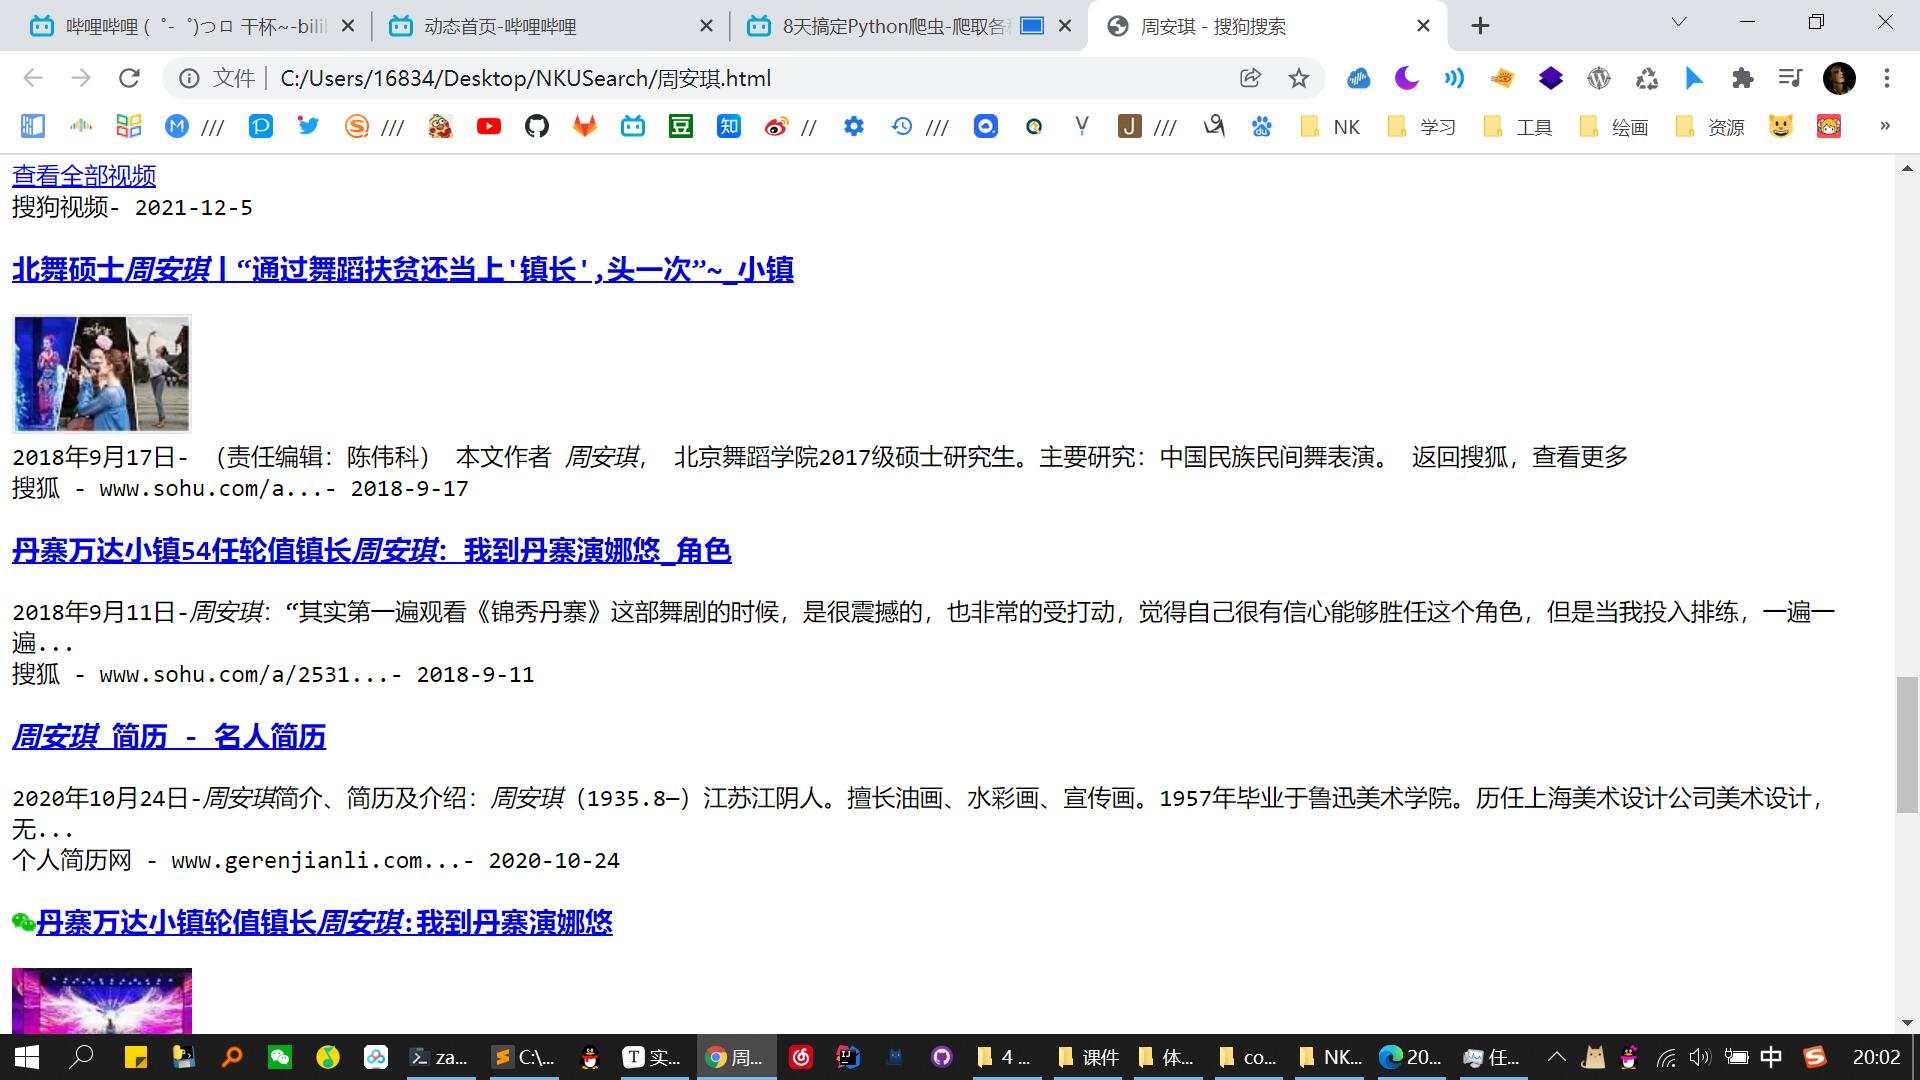 哔哩哔哩 (゜-゜)つロ 干杯~-bili
动态首页-哔哩哔哩
8天搞定Python爬虫-爬取各
周安琪 - 搜狗搜索
文件 | C:/Users/16834/Desktop/NKUSearch/周安琪.html
/// /// // /// /// NK 学习 工具 绘画 资源 »
查看全部视频
搜狗视频- 2021-12-5
北舞硕士周安琪丨“通过舞蹈扶贫还当上'镇长',头一次”~_小镇
2018年9月17日- （责任编辑：陈伟科） 本文作者 周安琪， 北京舞蹈学院2017级硕士研究生。主要研究：中国民族民间舞表演。 返回搜狐，查看更多
搜狐 - www.sohu.com/a...- 2018-9-17
丹寨万达小镇54任轮值镇长周安琪：我到丹寨演娜悠_角色
2018年9月11日-周安琪：“其实第一遍观看《锦秀丹寨》这部舞剧的时候，是很震撼的，也非常的受打动，觉得自己很有信心能够胜任这个角色，但是当我投入排练，一遍一
遍...
搜狐 - www.sohu.com/a/2531...- 2018-9-11
周安琪 简历 - 名人简历
2020年10月24日-周安琪简介、简历及介绍：周安琪（1935.8—）江苏江阴人。擅长油画、水彩画、宣传画。1957年毕业于鲁迅美术学院。历任上海美术设计公司美术设计，
无...
个人简历网 - www.gerenjianli.com...- 2020-10-24
丹寨万达小镇轮值镇长周安琪:我到丹寨演娜悠
za... C:\... 实... 周... 4 ... 课件 体... co... NK... 20... 任... 中 20:02